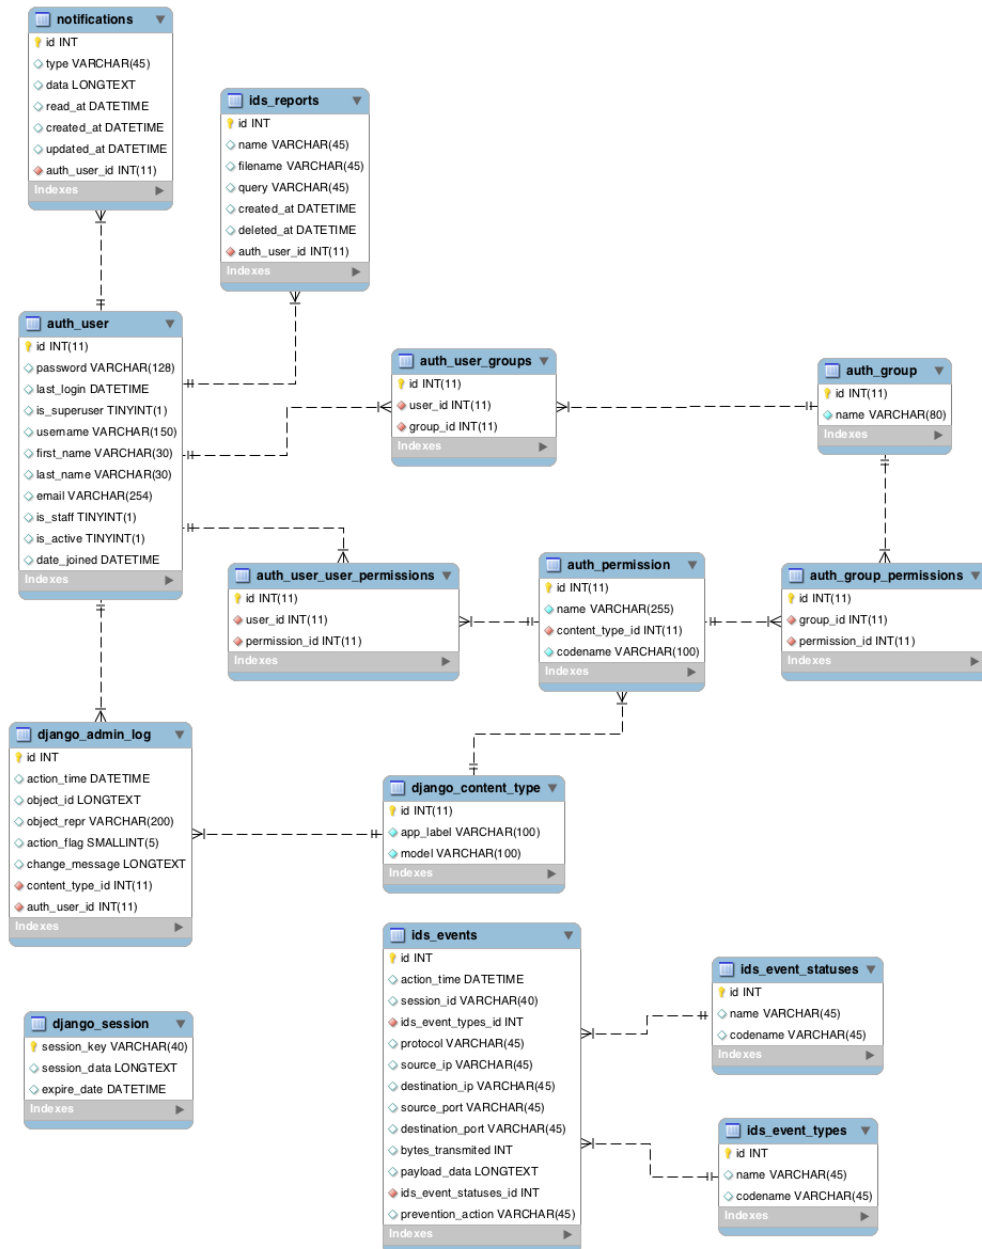 notifications
id INT
type VARCHAR(45)
data LONGTEXT
read_at DATETIME
created_at DATETIME
updated_at DATETIME
auth_user_id INT(11)
Indexes
ids_reports
id INT
name VARCHAR(45)
filename VARCHAR(45)
query VARCHAR(45)
created_at DATETIME
deleted_at DATETIME
auth_user_id INT(11)
Indexes
auth_user
id INT(11)
password VARCHAR(128)
last_login DATETIME
is_superuser TINYINT(1)
username VARCHAR(150)
first_name VARCHAR(30)
last_name VARCHAR(30)
email VARCHAR(254)
is_staff TINYINT(1)
is_active TINYINT(1)
date_joined DATETIME
Indexes
auth_user_groups
id INT(11)
user_id INT(11)
group_id INT(11)
Indexes
auth_group
id INT(11)
name VARCHAR(80)
Indexes
auth_user_user_permissions
id INT(11)
user_id INT(11)
permission_id INT(11)
Indexes
auth_permission
id INT(11)
name VARCHAR(255)
content_type_id INT(11)
codename VARCHAR(100)
Indexes
auth_group_permissions
id INT(11)
group_id INT(11)
permission_id INT(11)
Indexes
django_admin_log
id INT
action_time DATETIME
object_id LONGTEXT
object_repr VARCHAR(200)
action_flag SMALLINT(5)
change_message LONGTEXT
content_type_id INT(11)
auth_user_id INT(11)
Indexes
django_content_type
id INT(11)
app_label VARCHAR(100)
model VARCHAR(100)
Indexes
ids_events
id INT
action_time DATETIME
session_id VARCHAR(40)
ids_event_types_id INT
protocol VARCHAR(45)
source_ip VARCHAR(45)
destination_ip VARCHAR(45)
source_port VARCHAR(45)
destination_port VARCHAR(45)
bytes_transmited INT
payload_data LONGTEXT
ids_event_statuses_id INT
prevention_action VARCHAR(45)
Indexes
ids_event_statuses
id INT
name VARCHAR(45)
codename VARCHAR(45)
Indexes
django_session
session_key VARCHAR(40)
session_data LONGTEXT
expire_date DATETIME
Indexes
ids_event_types
id INT
name VARCHAR(45)
codename VARCHAR(45)
Indexes